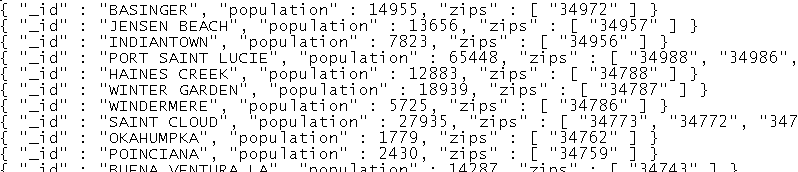 { "_id" : "BASINGER", "population" : 14955, "zips" : [ "34972" ] }
{ "_id" : "JENSEN BEACH", "population" : 13656, "zips" : [ "34957" ] }
{ "_id" : "INDIANTOWN", "population" : 7823, "zips" : [ "34956" ] }
{ "_id" : "PORT SAINT LUCIE", "population" : 65448, "zips" : [ "34988", "34986",
{ "_id" : "HAINES CREEK", "population" : 12883, "zips" : [ "34788" ] }
{ "_id" : "WINTER GARDEN", "population" : 18939, "zips" : [ "34787" ] }
{ "_id" : "WINDERMERE", "population" : 5725, "zips" : [ "34786" ] }
{ "_id" : "SAINT CLOUD", "population" : 27935, "zips" : [ "34773", "34772", "347
{ "_id" : "OKAHUMPKA", "population" : 1779, "zips" : [ "34762" ] }
{ "_id" : "POINCIANA", "population" : 2430, "zips" : [ "34759" ] }
{ "_id" : "BUENA VENTURA LA", "population" : 14287, "zips" : [ "34743" ] }